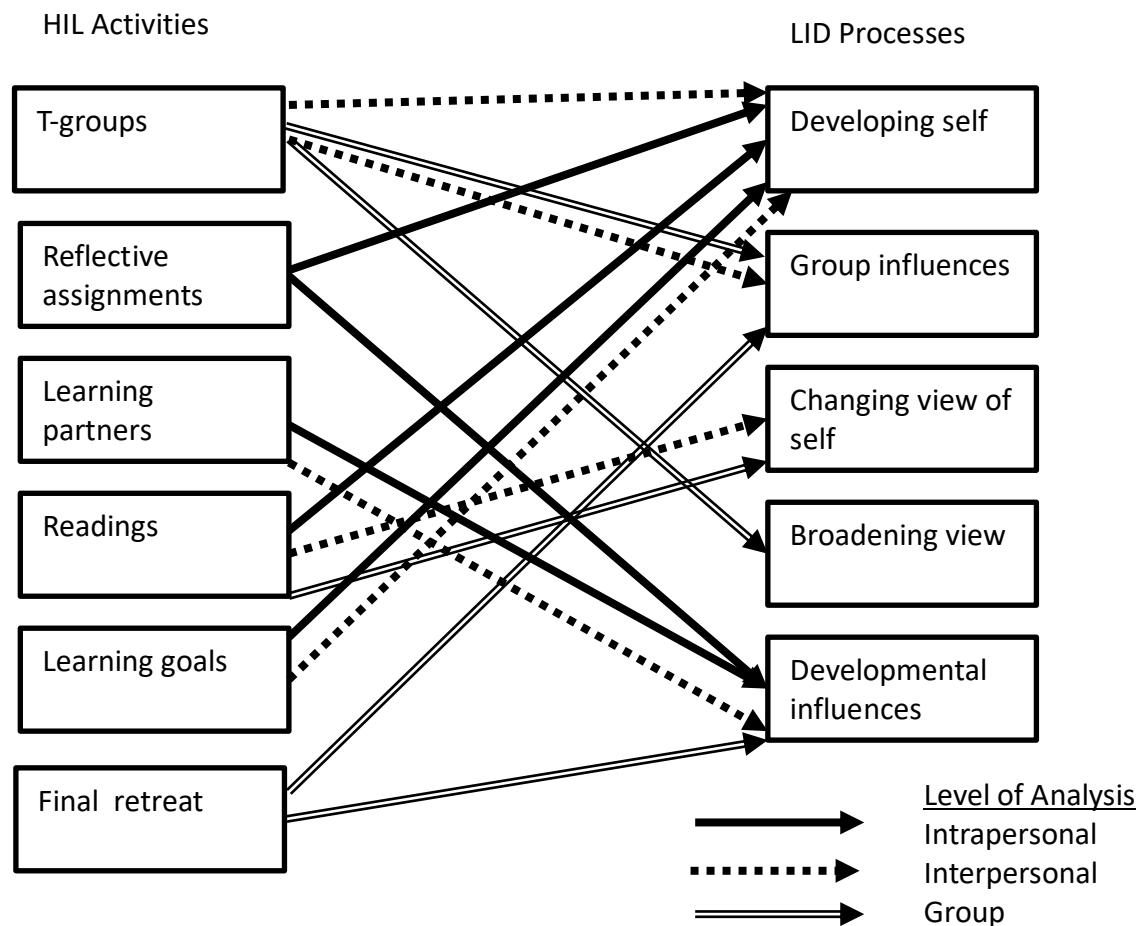 HIL Activities
LID Processes
T-groups
Reflective
assignments
Learning
partners
Readings
Learning goals
Final retreat
Developing self
Group influences
Changing view of
self
Broadening view
Developmental
influences
Level of Analysis
Intrapersonal
Interpersonal
Group